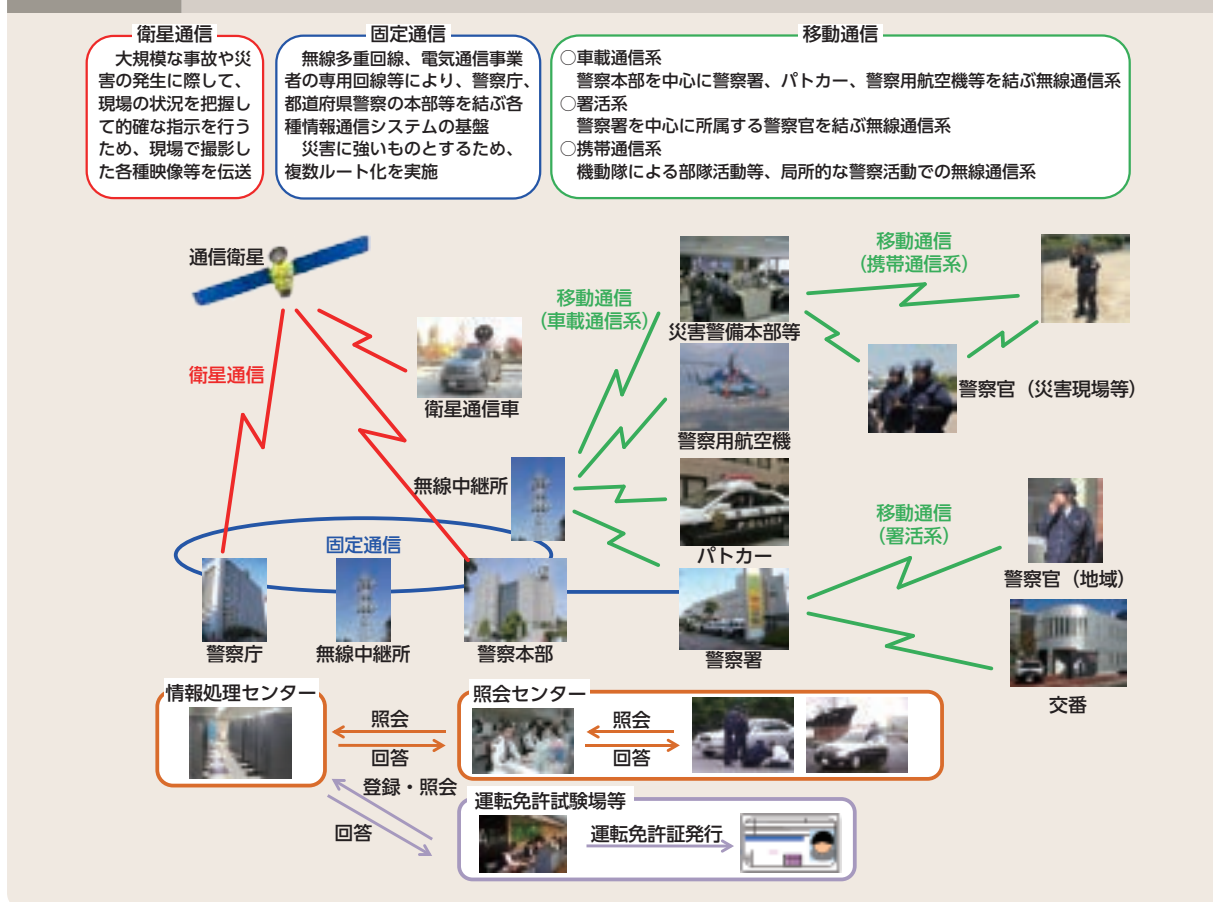 衛星通信
大規模な事故や災
害の発生に際して、
現場の状況を把握し
て的確な指示を行う
ため、現場で撮影し
た各種映像等を伝送
固定通信
無線多重回線、電気通信事業
者の専用回線等により、警察庁、
都道府県警察の本部等を結ぶ各
種情報通信システムの基盤
災害に強いものとするため、
複数ルート化を実施
移動通信
○車載通信系
警察本部を中心に警察署、パトカー、警察用航空機等を結ぶ無線通信系
○署活系
警察署を中心に所属する警察官を結ぶ無線通信系
○携帯通信系
機動隊による部隊活動等、局所的な警察活動での無線通信系
通信衛星
衛星通信
衛星通信車
移動通信
（車載通信系）
災害警備本部等
移動通信
（携帯通信系）
警察官（災害現場等）
警察用航空機
無線中継所
パトカー
移動通信
（署活系）
警察官（地域）
固定通信
警察庁
無線中継所
警察本部
警察署
交番
情報処理センター
照会
回答
照会センター
照会
回答
登録・照会
回答
運転免許試験場等
運転免許証発行